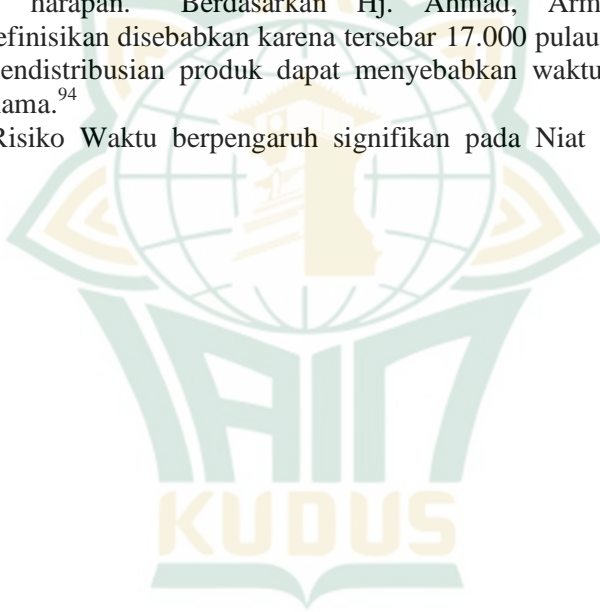 harapan. Berdasarkan Hj. Ahmad, Arm
efinisikan disebabkan karena tersebar 17.000 pulau
endistribusian produk dapat menyebabkan waktu
ama.94
Risiko Waktu berpengaruh signifikan pada Niat
IAIN
KUDUS